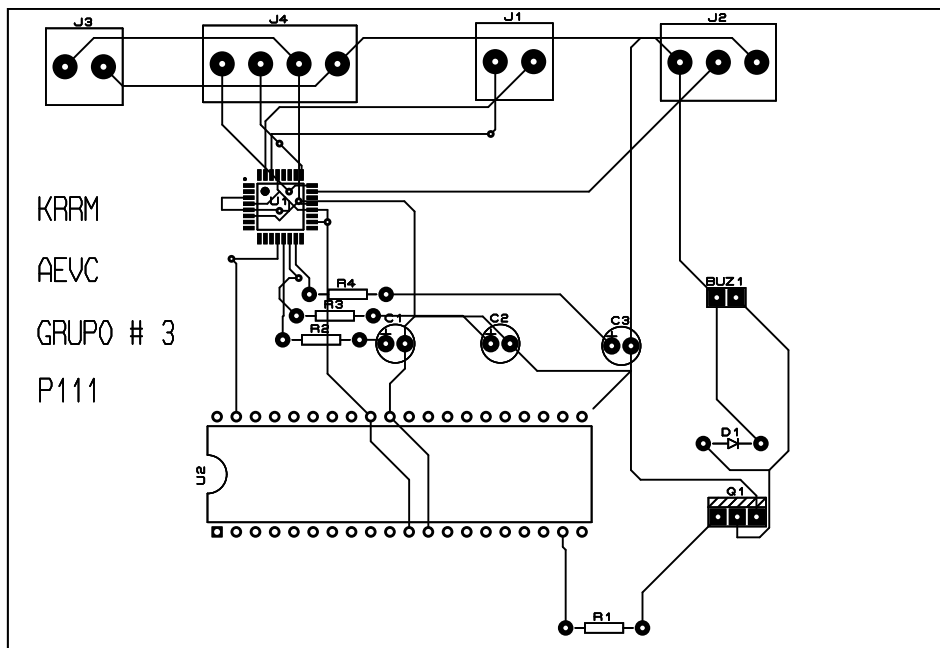 J3
J4
J1
J2
U1
KRRM
AEVC
GRUPO # 3
P111
R4
R3
R2
C1
C2
C3
BUZ1
D1
Q1
U2
R1